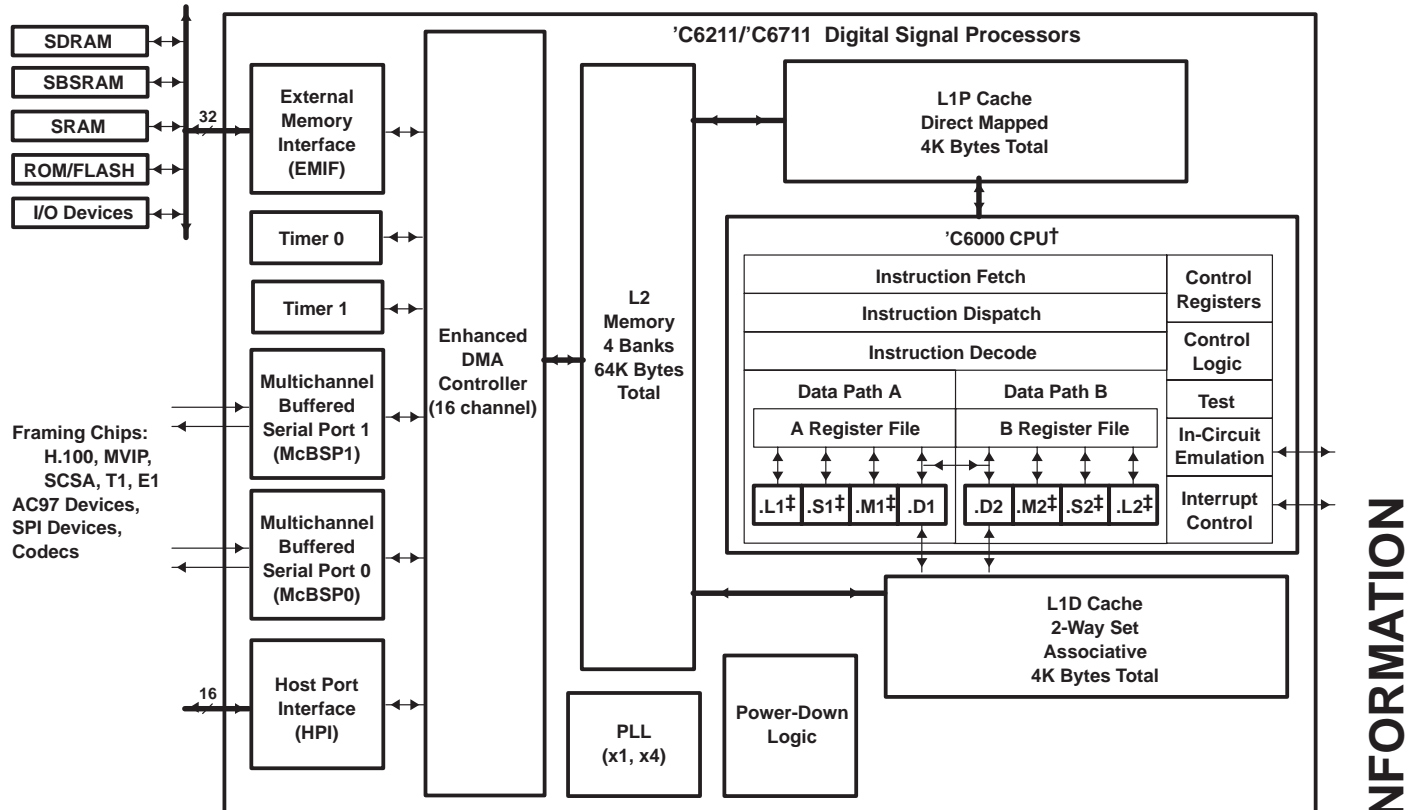 'C6211/'C6711 Digital Signal Processors
SDRAM
SBSRAM
SRAM
ROM/FLASH
I/O Devices
32
External
Memory
Interface
(EMIF)
Timer 0
Timer 1
Multichannel
Buffered
Serial Port 1
(McBSP1)
Framing Chips:
H.100, MVIP,
SCSA, T1, E1
AC97 Devices,
SPI Devices,
Codecs
Multichannel
Buffered
Serial Port 0
(McBSP0)
16
Host Port
Interface
(HPI)
Enhanced
DMA
Controller
(16 channel)
L2
Memory
4 Banks
64K Bytes
Total
PLL
(x1, x4)
Power-Down
Logic
L1P Cache
Direct Mapped
4K Bytes Total
'C6000 CPU†
Instruction Fetch
Instruction Dispatch
Instruction Decode
Data Path A
Data Path B
A Register File
B Register File
.L1‡ .S1‡ .M1‡ .D1
.D2 .M2‡ .S2‡ .L2‡
Control
Registers
Control
Logic
Test
In-Circuit
Emulation
Interrupt
Control
L1D Cache
2-Way Set
Associative
4K Bytes Total
NFORMATION